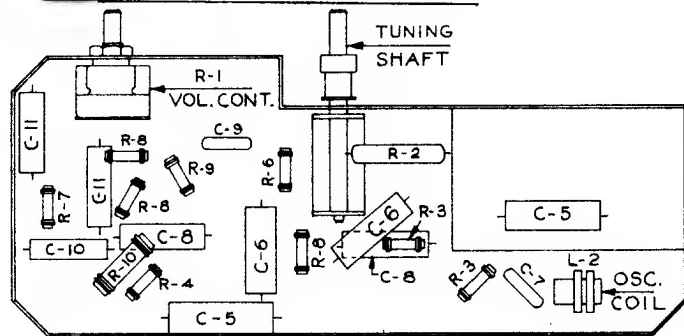 TUNING
SHAFT
R-1
VOL. CONT.
C-11
R-8
C-9
R-6
R-2
C-11
R-9
R-7
R-8
C-6
R-3
C-5
C-10
C-8
C-6
R-8
C-8
R-10
R-4
R-3
C-7
L-2
OSC.
COIL
C-5